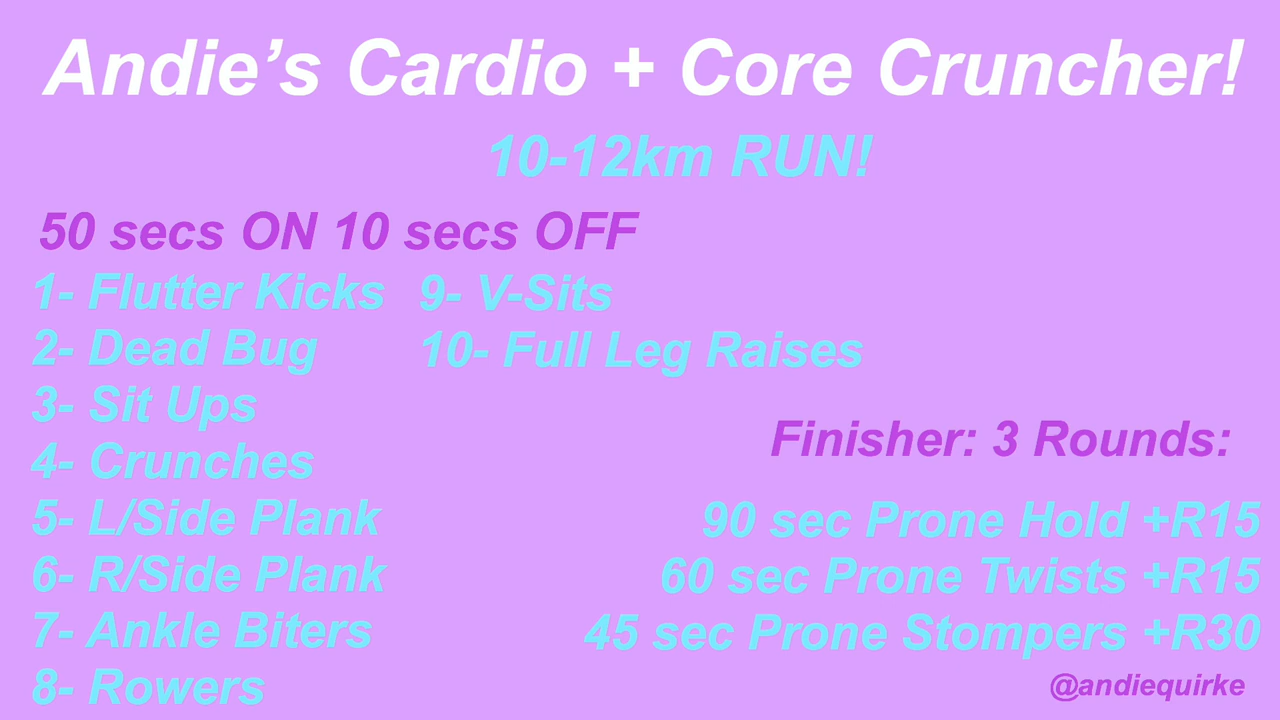 Andie’s Cardio + Core Cruncher!
10-12km RUN!
50 secs ON 10 secs OFF
1- Flutter Kicks
2- Dead Bug
3- Sit Ups
4- Crunches
5- L/Side Plank
6- R/Side Plank
7- Ankle Biters
8- Rowers
9- V-Sits
10- Full Leg Raises
Finisher: 3 Rounds:
90 sec Prone Hold +R15
60 sec Prone Twists +R15
45 sec Prone Stompers +R30
@andiequirke